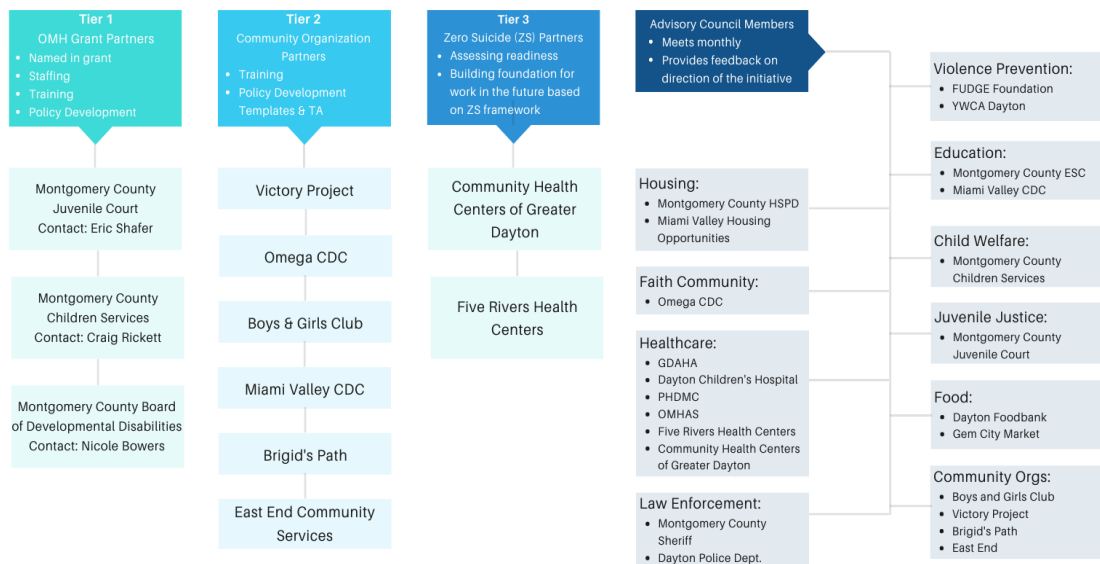 Tier 1
OMH Grant Partners
• Named in grant
• Staffing
• Training
• Policy Development
Montgomery County
Juvenile Court
Contact: Eric Shafer
Montgomery County
Children Services
Contact: Craig Rickett
Montgomery County Board
of Developmental Disabilities
Contact: Nicole Bowers
Tier 2
Community Organization
Partners
• Training
• Policy Development
Templates & TA
Victory Project
Omega CDC
Boys & Girls Club
Miami Valley CDC
Brigid's Path
East End Community
Services
Tier 3
Zero Suicide (ZS) Partners
• Assessing readiness
• Building foundation for
work in the future based
on ZS framework
Community Health
Centers of Greater
Dayton
Five Rivers Health
Centers
Advisory Council Members
• Meets monthly
• Provides feedback on
direction of the initiative
Housing:
• Montgomery County HSPD
• Miami Valley Housing
Opportunities
Faith Community:
• Omega CDC
Healthcare:
• GDAHA
• Dayton Children's Hospital
• PHDMC
• OMHAS
• Five Rivers Health Centers
• Community Health Centers
of Greater Dayton
Law Enforcement:
• Montgomery County
Sheriff
• Dayton Police Dept.
Violence Prevention:
• FUDGE Foundation
• YWCA Dayton
Education:
• Montgomery County ESC
• Miami Valley CDC
Child Welfare:
• Montgomery County
Children Services
Juvenile Justice:
• Montgomery County
Juvenile Court
Food:
• Dayton Foodbank
• Gem City Market
Community Orgs:
• Boys and Girls Club
• Victory Project
• Brigid's Path
• East End